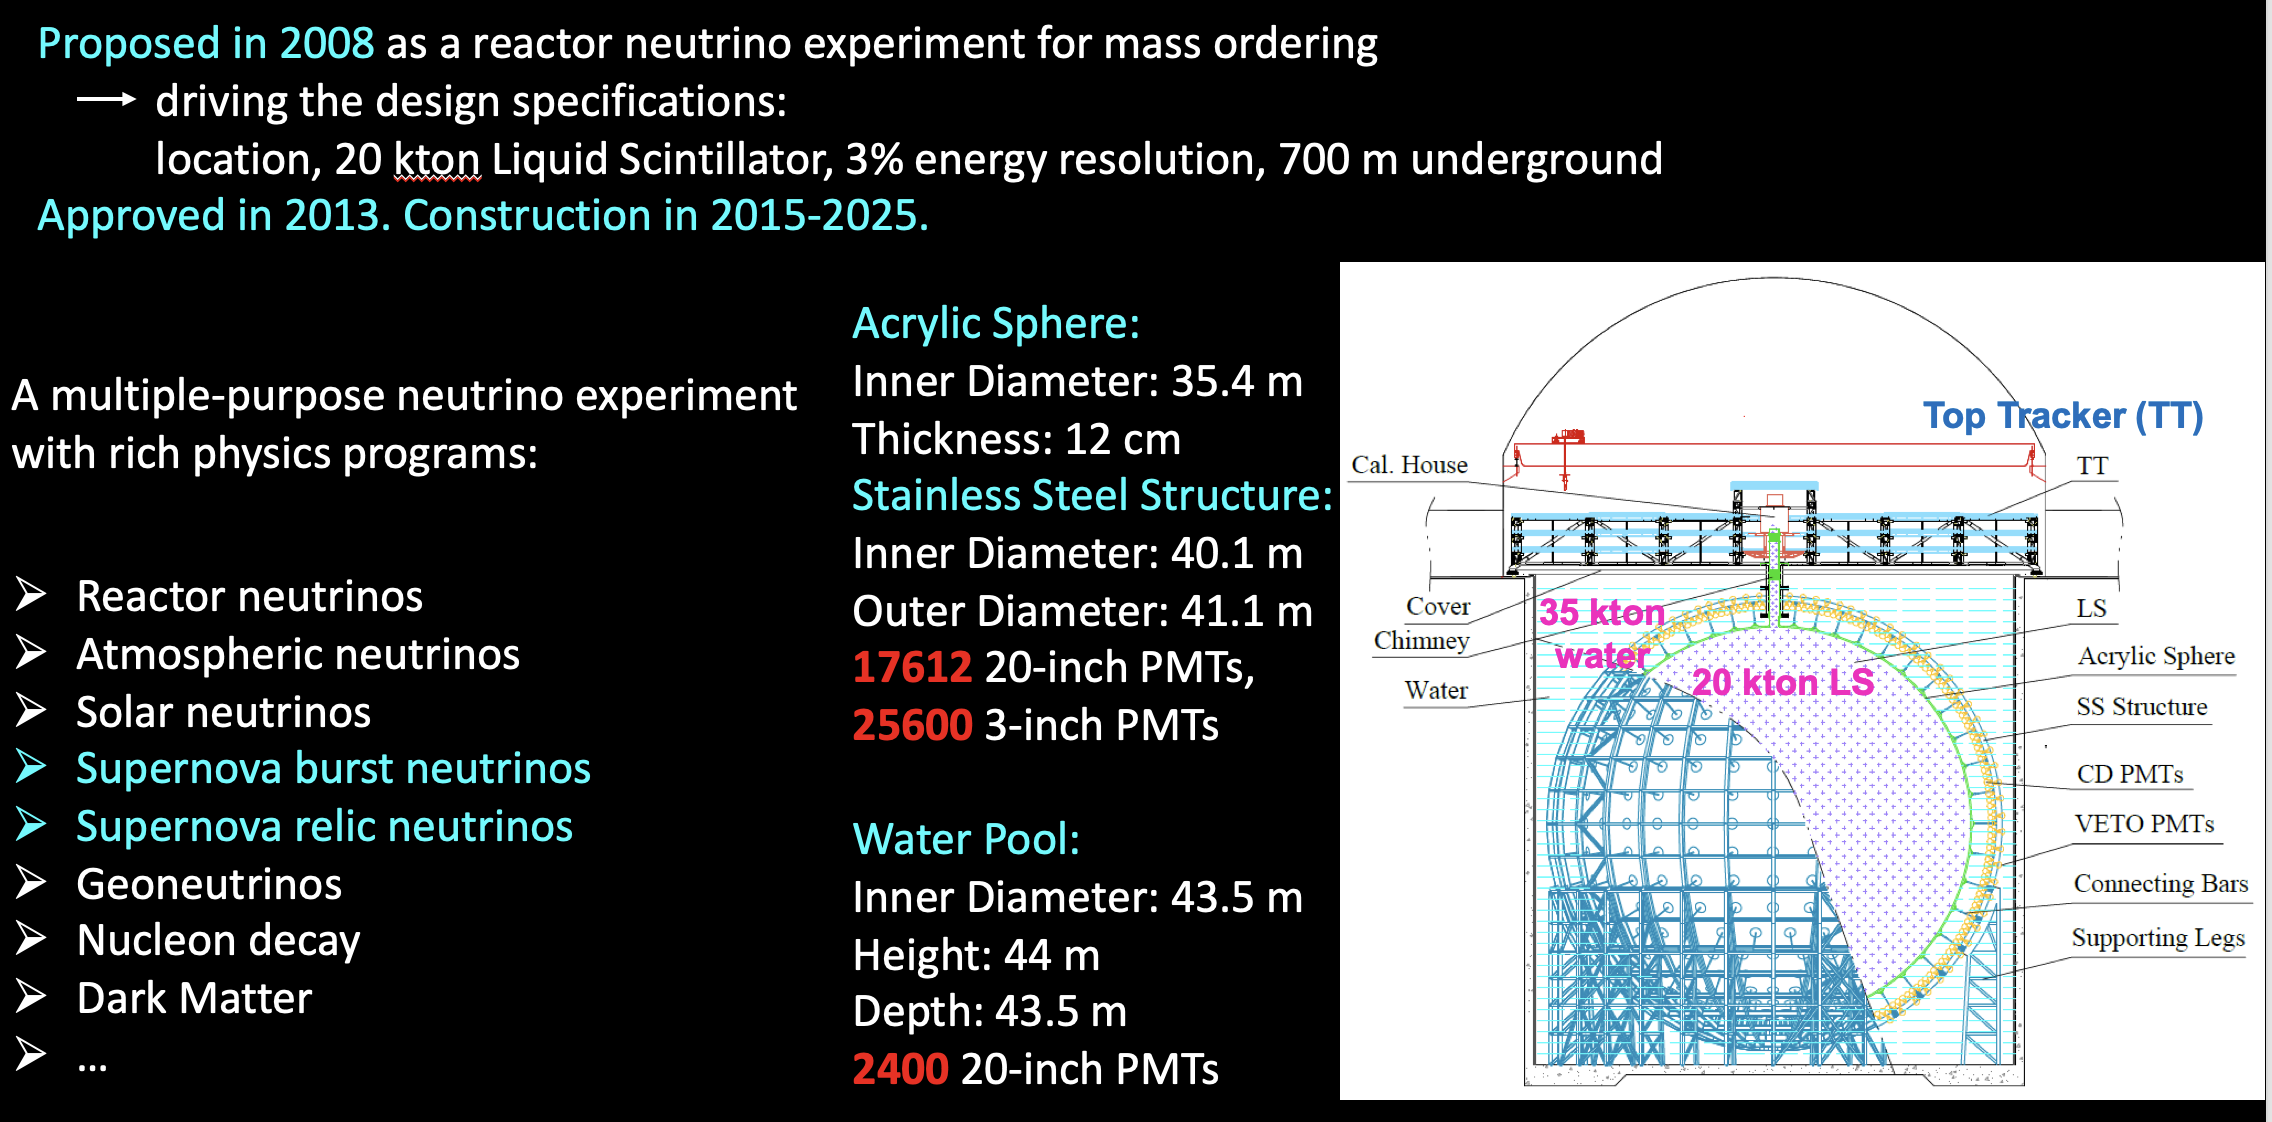 Proposed in 2008 as a reactor neutrino experiment for mass ordering
driving the design specifications:
location, 20 kton Liquid Scintillator, 3% energy resolution, 700 m underground
Approved in 2013. Construction in 2015-2025.
A multiple-purpose neutrino experiment
with rich physics programs:
Reactor neutrinos
Atmospheric neutrinos
Solar neutrinos
Supernova burst neutrinos
Supernova relic neutrinos
Geoneutrinos
Nucleon decay
Dark Matter
...
Acrylic Sphere:
Inner Diameter: 35.4 m
Thickness: 12 cm
Stainless Steel Structure:
Inner Diameter: 40.1 m
Outer Diameter: 41.1 m
17612 20-inch PMTs,
25600 3-inch PMTs
Water Pool:
Inner Diameter: 43.5 m
Height: 44 m
Depth: 43.5 m
2400 20-inch PMTs
Top Tracker (TT)
Cal. House
TT
Cover
Chimney
Water
35 kton
water
20 kton LS
LS
Acrylic Sphere
SS Structure
CD PMTs
VETO PMTs
Connecting Bars
Supporting Legs